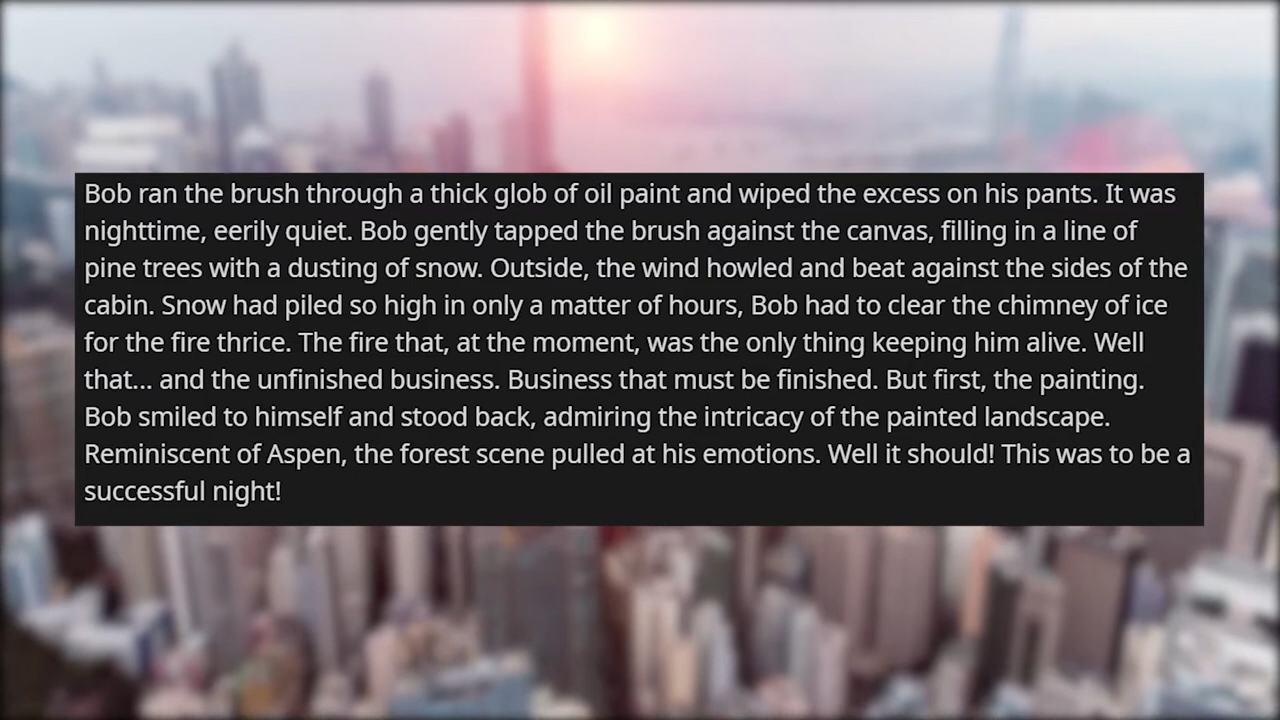 Bob ran the brush through a thick glob of oil paint and wiped the excess on his pants. It was
nighttime, eerily quiet. Bob gently tapped the brush against the canvas, filling in a line of
pine trees with a dusting of snow. Outside, the wind howled and beat against the sides of the
cabin. Snow had piled so high in only a matter of hours, Bob had to clear the chimney of ice
for the fire thrice. The fire that, at the moment, was the only thing keeping him alive. Well
that... and the unfinished business. Business that must be finished. But first, the painting.
Bob smiled to himself and stood back, admiring the intricacy of the painted landscape.
Reminiscent of Aspen, the forest scene pulled at his emotions. Well it should! This was to be a
successful night!